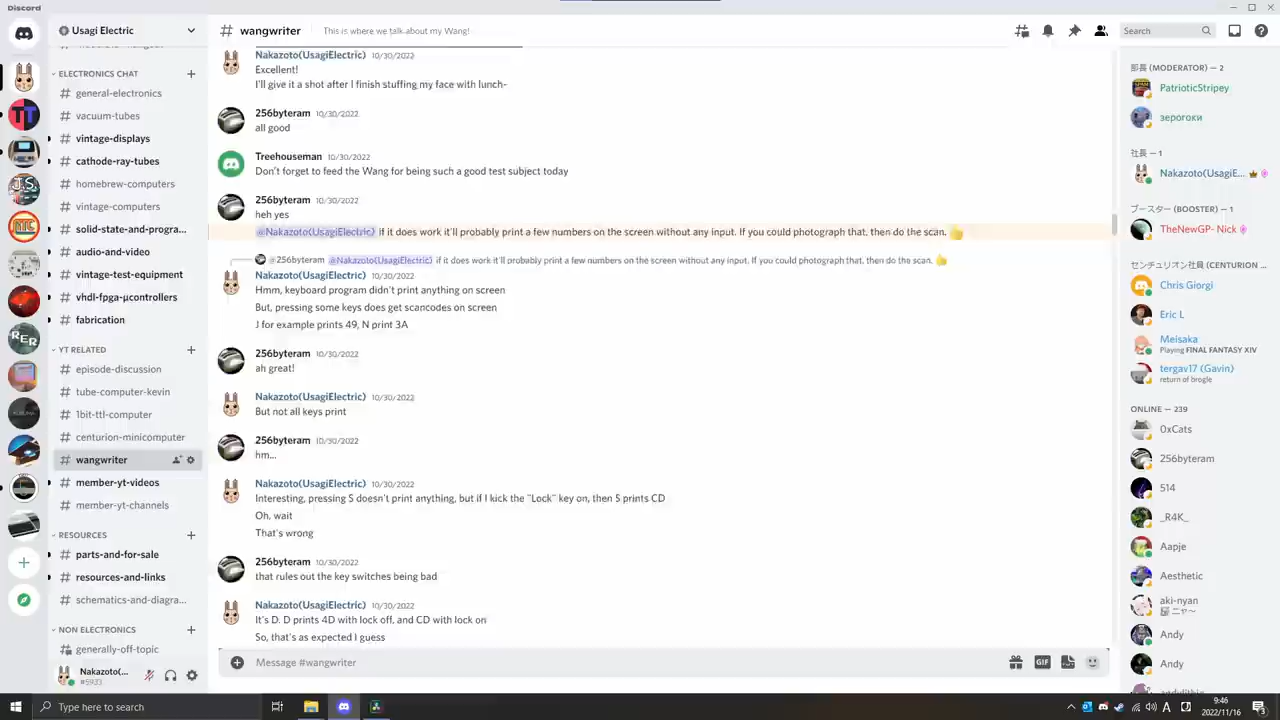 Discord
Usagi Electric
# wangwriter
This is where we talk about my Wang!
Search
ELECTRONICS CHAT
# general-electronics
# vacuum-tubes
# vintage-displays
# cathode-ray-tubes
# homebrew-computers
# vintage-computers
# solid-state-and-progra...
# audio-and-video
# vintage-test-equipment
# vhdl-fpga-µcontrollers
# fabrication
YT RELATED
# episode-discussion
# tube-computer-kevin
# 1bit-ttl-computer
# centurion-minicomputer
# wangwriter
# member-yt-videos
# member-yt-channels
RESOURCES
# parts-and-for-sale
# resources-and-links
# schematics-and-diagra...
NON ELECTRONICS
generally-off-topic
Nakazoto(...
#5933
Nakazoto(UsagiElectric) 10/30/2022
Excellent!
I'll give it a shot after I finish stuffing my face with lunch~
256byteram 10/30/2022
all good
Treehouseman 10/30/2022
Don't forget to feed the Wang for being such a good test subject today
256byteram 10/30/2022
heh yes
@Nakazoto(UsagiElectric) if it does work it'll probably print a few numbers on the screen without any input. If you could photograph that, then do the scan.
@256byteram @Nakazoto(UsagiElectric) if it does work it'll probably print a few numbers on the screen without any input. If you could photograph that, then do the scan.
Nakazoto(UsagiElectric) 10/30/2022
Hmm, keyboard program didn't print anything on screen
But, pressing some keys does get scancodes on screen
J for example prints 49, N print 3A
256byteram 10/30/2022
ah great!
Nakazoto(UsagiElectric) 10/30/2022
But not all keys print
256byteram 10/30/2022
hm...
Nakazoto(UsagiElectric) 10/30/2022
Interesting, pressing S doesn't print anything, but if I kick the "Lock" key on, then S prints CD
Oh, wait
That's wrong
256byteram 10/30/2022
that rules out the key switches being bad
Nakazoto(UsagiElectric) 10/30/2022
It's D. D prints 4D with lock off, and CD with lock on
So, that's as expected I guess
Message #wangwriter
GIF
部長 (MODERATOR) — 2
PatrioticStripey
зерогоки
社長 — 1
Nakazoto(UsagiE...
ブースター (BOOSTER) — 1
TheNewGP- Nick
センチュリオン社員 (CENTURION ...
Chris Giorgi
Eric L
Meisaka
Playing FINAL FANTASY XIV
tergav17 (Gavin)
return of brogle
ONLINE — 239
0xCats
256byteram
514
_R4K_
Aapje
Aesthetic
aki-nyan
Andy
Andy
Type here to search
A
9:46
2022/11/16